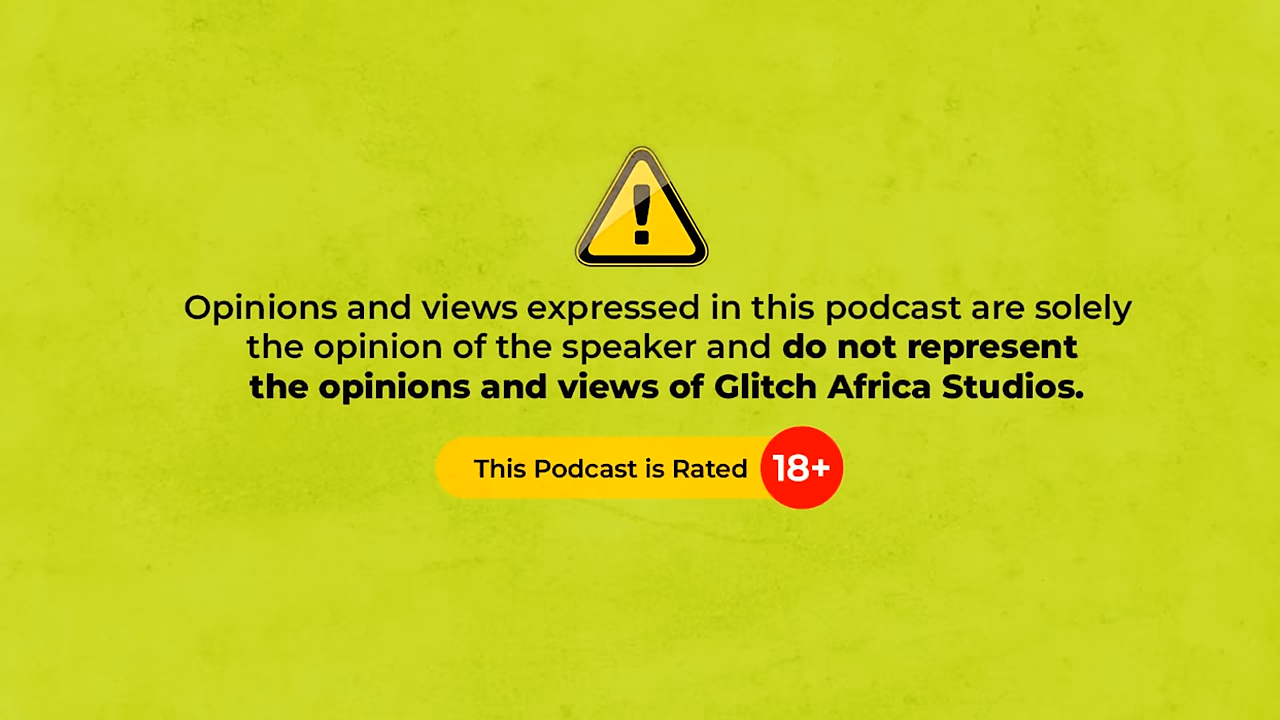 !
Opinions and views expressed in this podcast are solely
the opinion of the speaker and do not represent
the opinions and views of Glitch Africa Studios.
This Podcast is Rated 18+